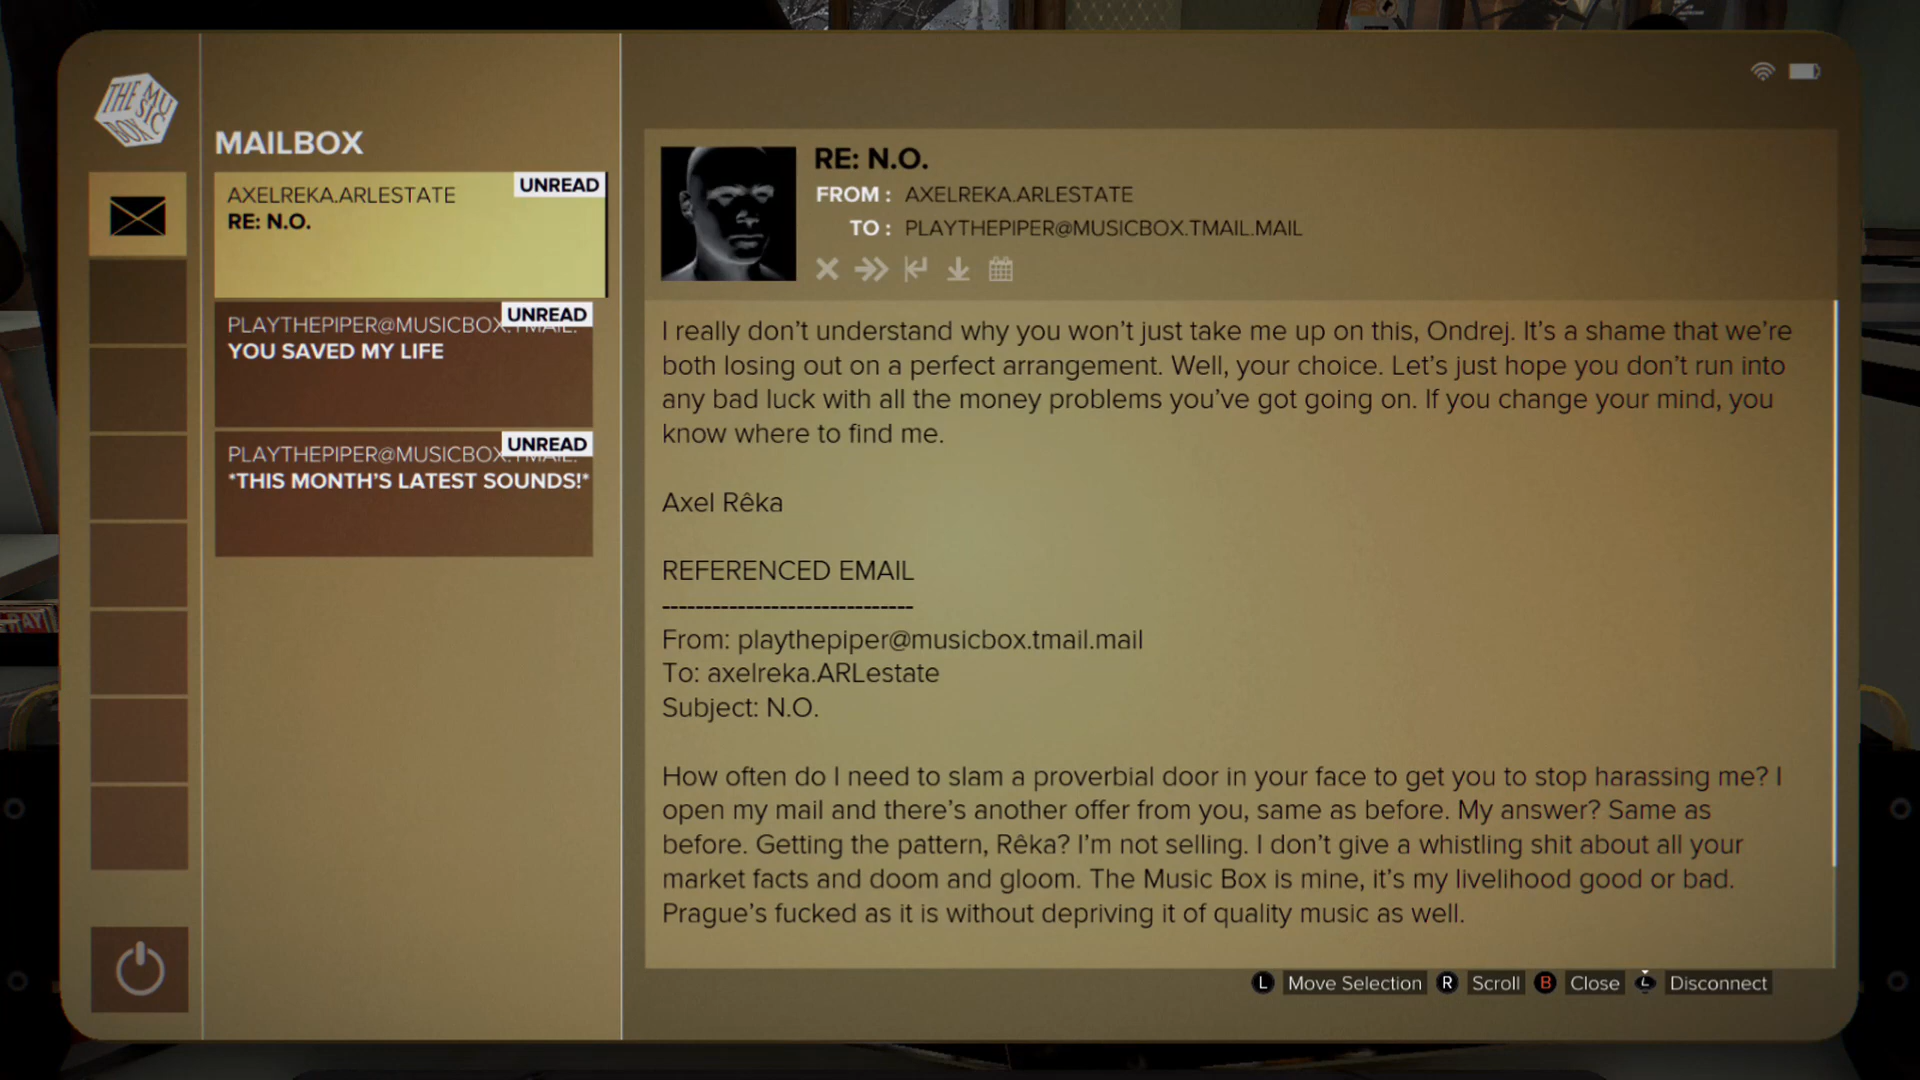 THE MUSIC BOX
MAILBOX
AXELREKA.ARLESTATE
UNREAD
RE: N.O.
PLAYTHEPIPER@MUSICBOX.TMAIL.
UNREAD
YOU SAVED MY LIFE
PLAYTHEPIPER@MUSICBOX.TMAIL.
UNREAD
*THIS MONTH'S LATEST SOUNDS!*
RE: N.O.
FROM : AXELREKA.ARLESTATE
TO : PLAYTHEPIPER@MUSICBOX.TMAIL.MAIL
I really don't understand why you won't just take me up on this, Ondrej. It's a shame that we're
both losing out on a perfect arrangement. Well, your choice. Let's just hope you don't run into
any bad luck with all the money problems you've got going on. If you change your mind, you
know where to find me.
Axel Rêka
REFERENCED EMAIL
------------------------------
From: playthepiper@musicbox.tmail.mail
To: axelreka.ARLestate
Subject: N.O.
How often do I need to slam a proverbial door in your face to get you to stop harassing me? I
open my mail and there's another offer from you, same as before. My answer? Same as
before. Getting the pattern, Rêka? I'm not selling. I don't give a whistling shit about all your
market facts and doom and gloom. The Music Box is mine, it's my livelihood good or bad.
Prague's fucked as it is without depriving it of quality music as well.
L Move Selection R Scroll B Close L Disconnect